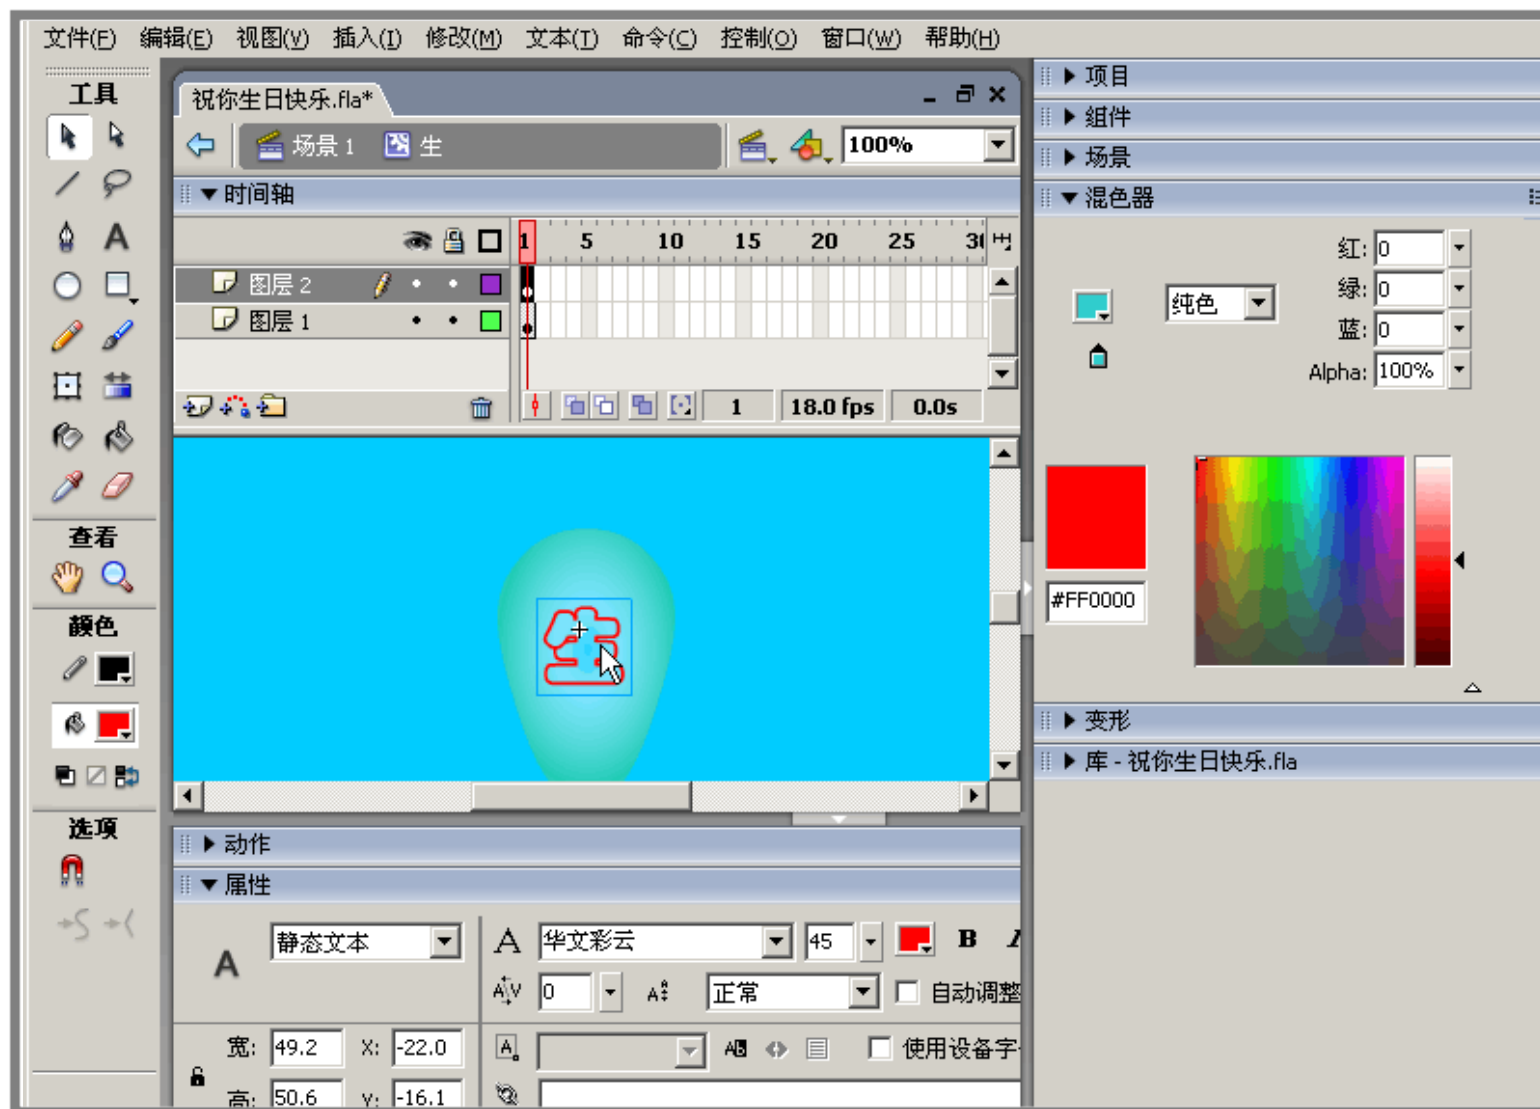 文件(F) 编辑(E) 视图(V) 插入(I) 修改(M) 文本(T) 命令(C) 控制(O) 窗口(W) 帮助(H)
工具
查看
颜色
选项
祝你生日快乐.fla*
场景 1 生 100%
时间轴
1 5 10 15 20 25
图层 2
图层 1
1 18.0 fps 0.0s
生
动作
属性
A 静态文本 A 华文彩云 45 B I
A|V 0 正常 自动调整
宽: 49.2 X: -22.0 使用设备字
高: 50.6 Y: -16.1
项目
组件
场景
混色器
红: 0
纯色 绿: 0
蓝: 0
Alpha: 100%
#FF0000
变形
库 - 祝你生日快乐.fla